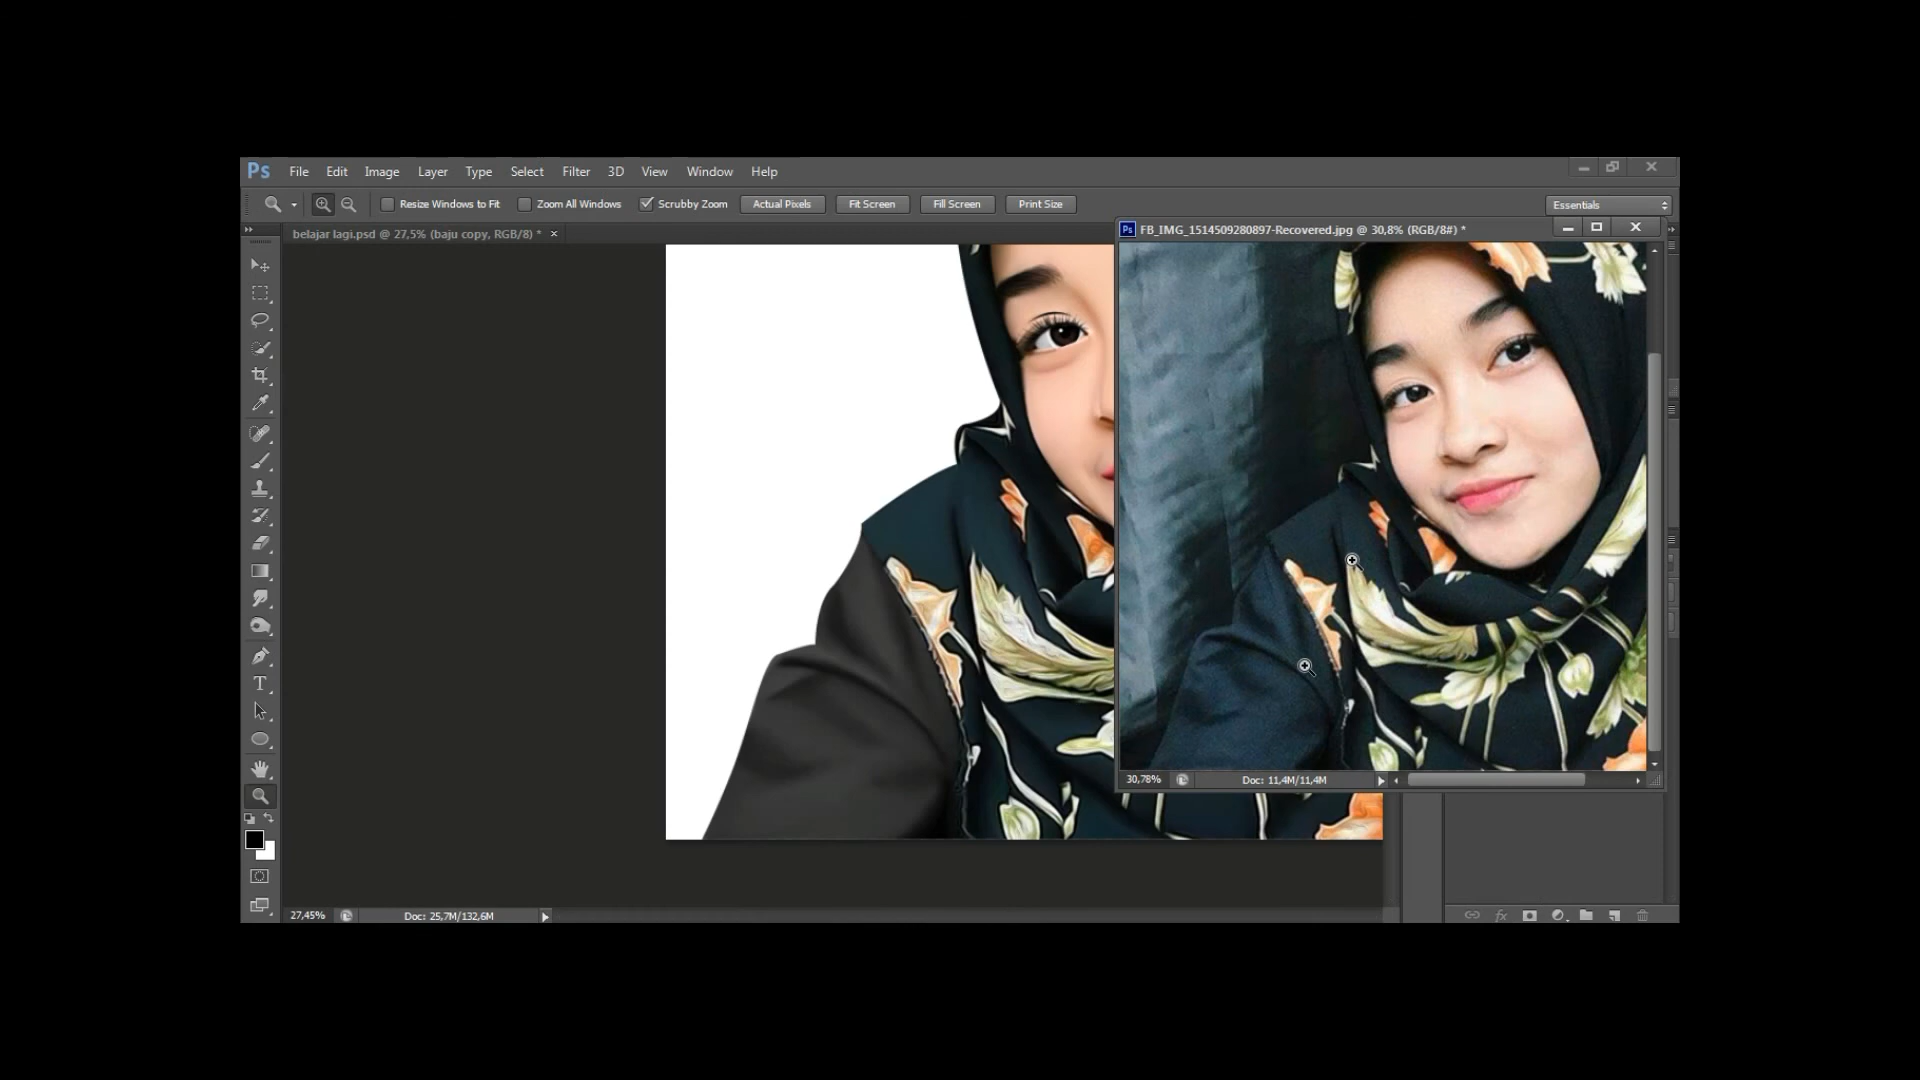 Ps File Edit Image Layer Type Select Filter 3D View Window Help
Resize Windows to Fit Zoom All Windows Scrubby Zoom Actual Pixels Fit Screen Fill Screen Print Size Essentials
belajar lagi.psd @ 27,5% (baju copy, RGB/8) * ×
Ps FB_IMG_1514509280897-Recovered.jpg @ 30,8% (RGB/8#) *
T
30,78% Doc: 11,4M/11,4M
27,45% Doc: 25,7M/132,6M
fx